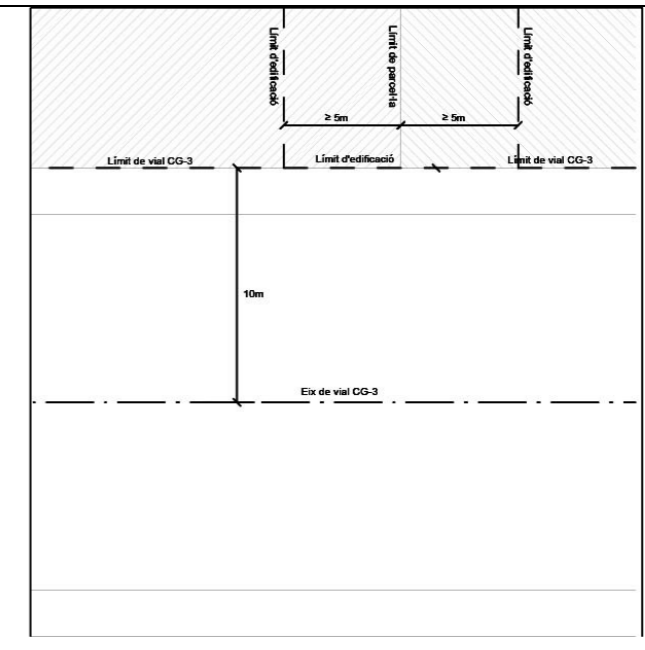 Límit d'edificació
Límit de parcel·la
Límit d'edificació
≥ 5m
≥ 5m
Límit de vial CG-3
Límit d'edificació
Límit de vial CG-3
10m
Eix de vial CG-3